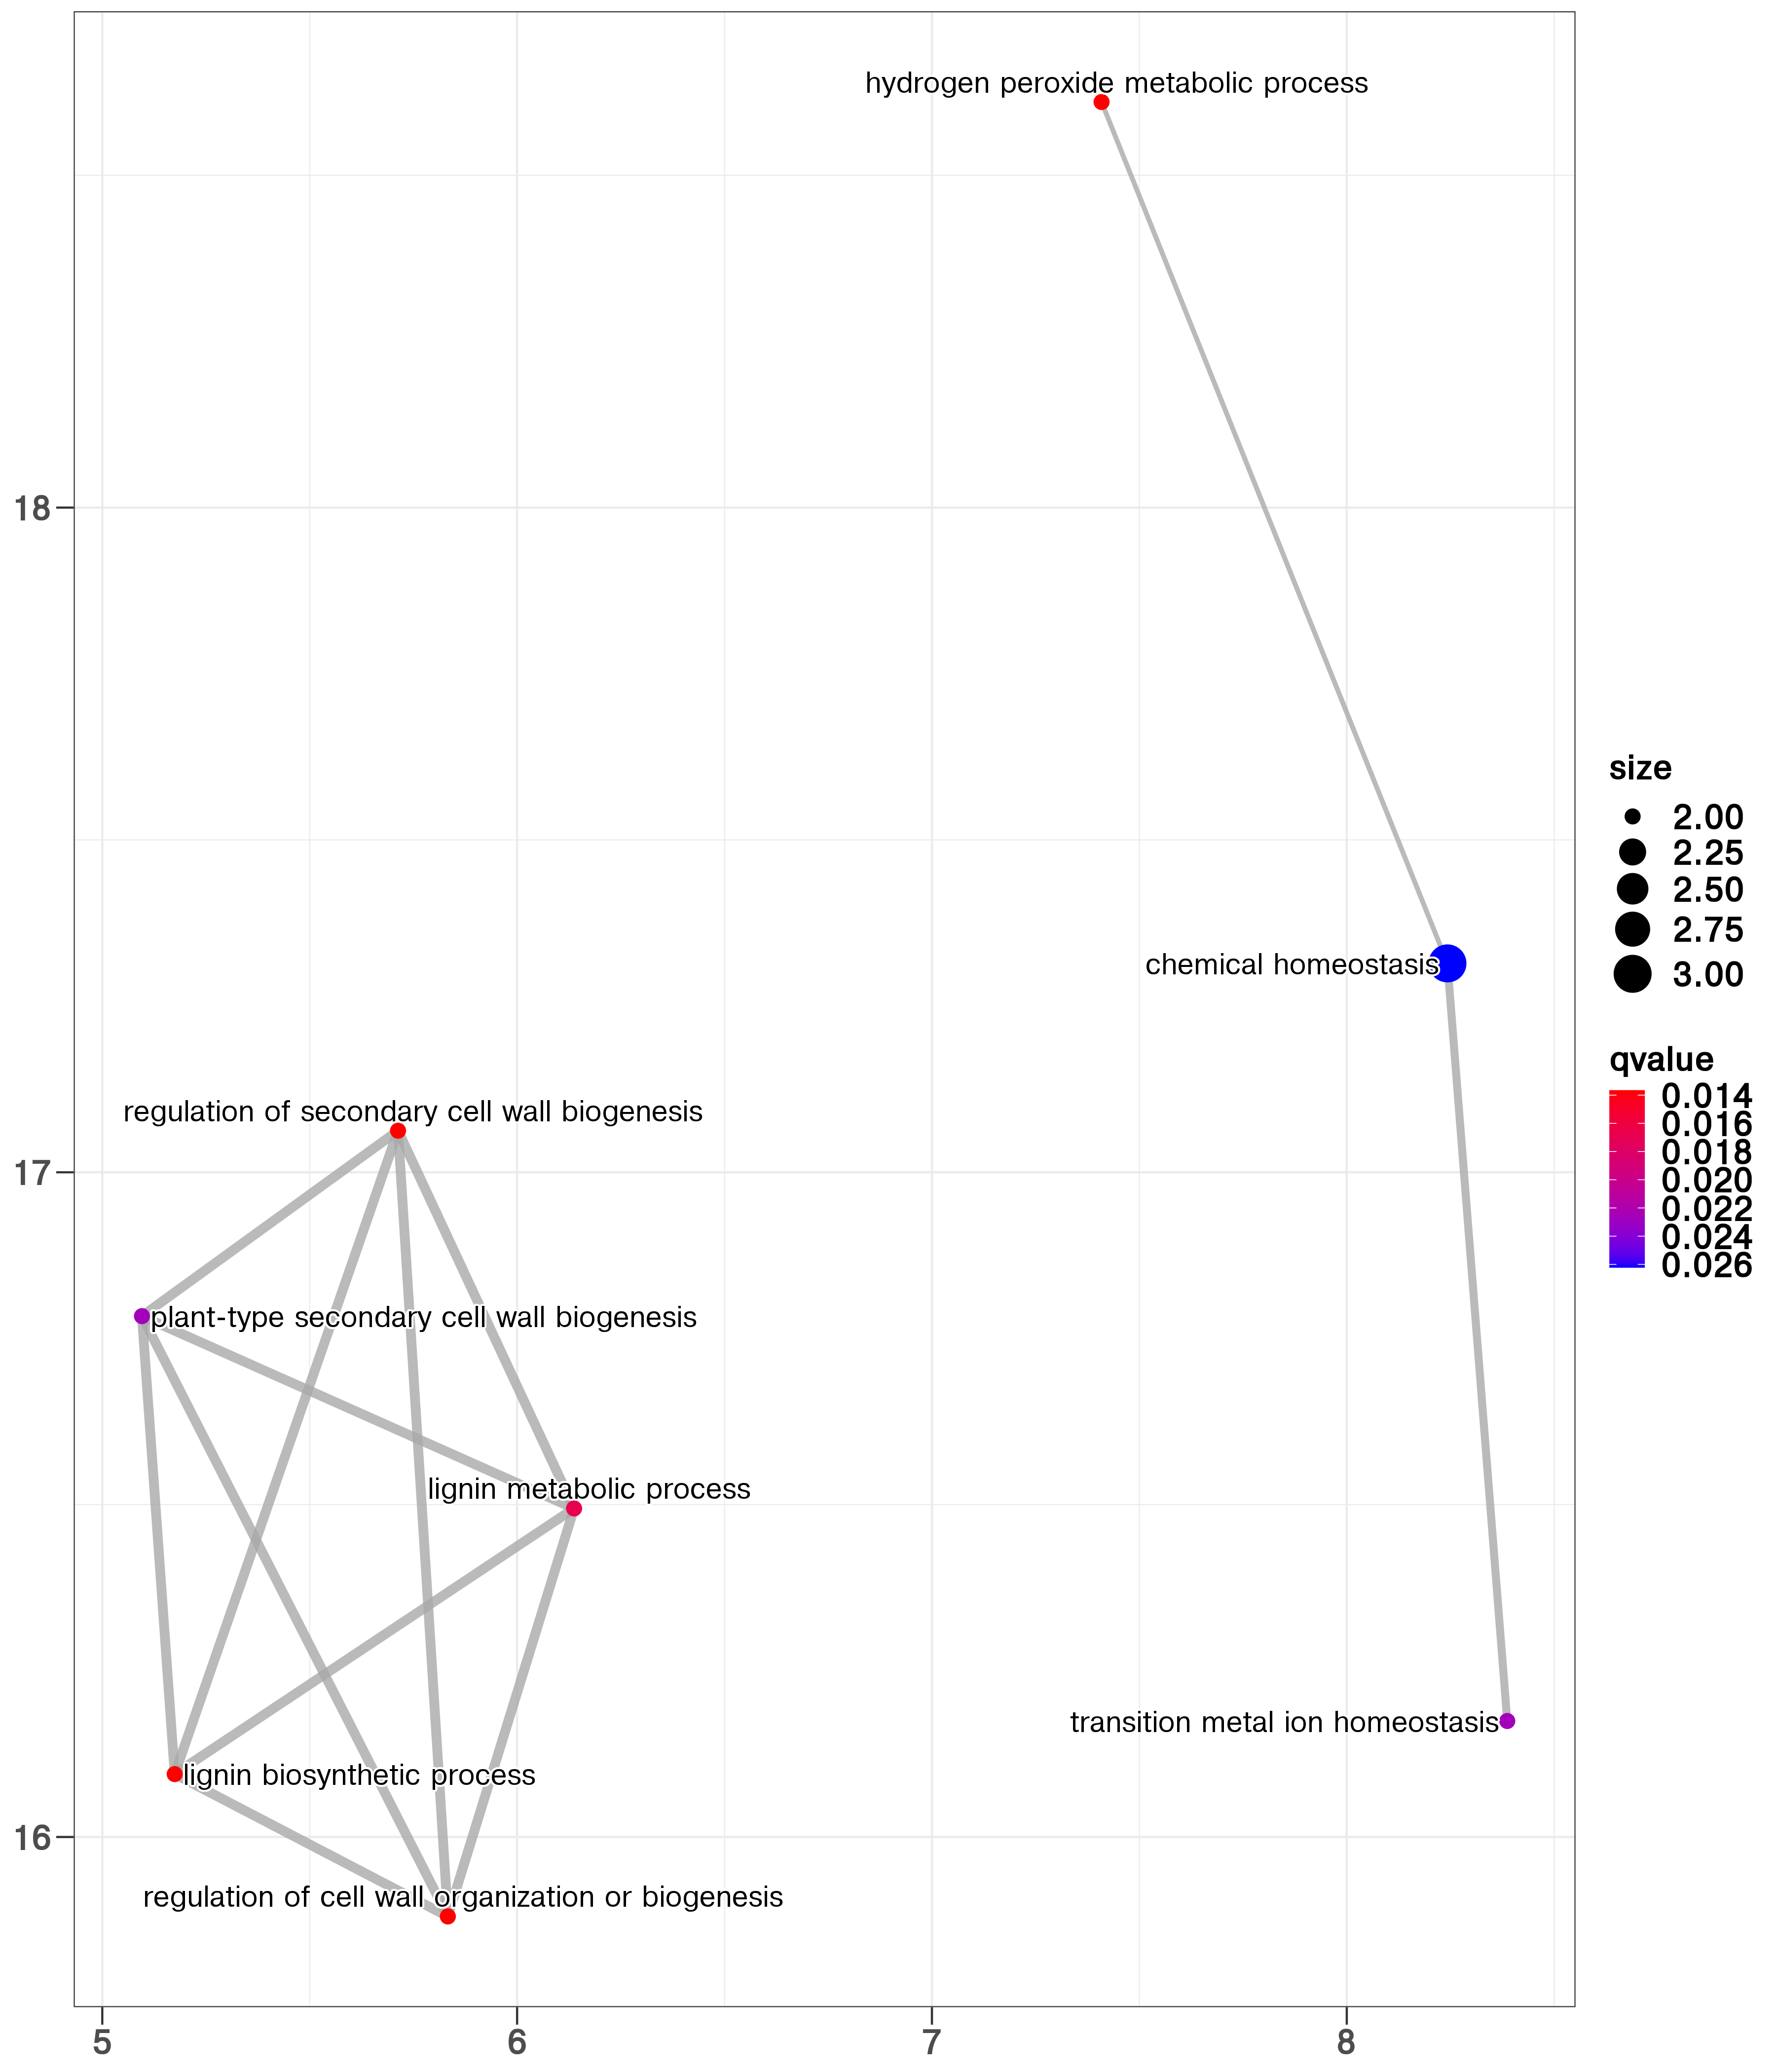 hydrogen peroxide metabolic process
18
size
2.00
2.25
2.50
2.75
3.00
chemical homeostasis
qvalue
0.014
0.016
0.018
0.020
0.022
0.024
0.026
regulation of secondary cell wall biogenesis
17
plant-type secondary cell wall biogenesis
lignin metabolic process
transition metal ion homeostasis
lignin biosynthetic process
16
regulation of cell wall organization or biogenesis
5 6 7 8